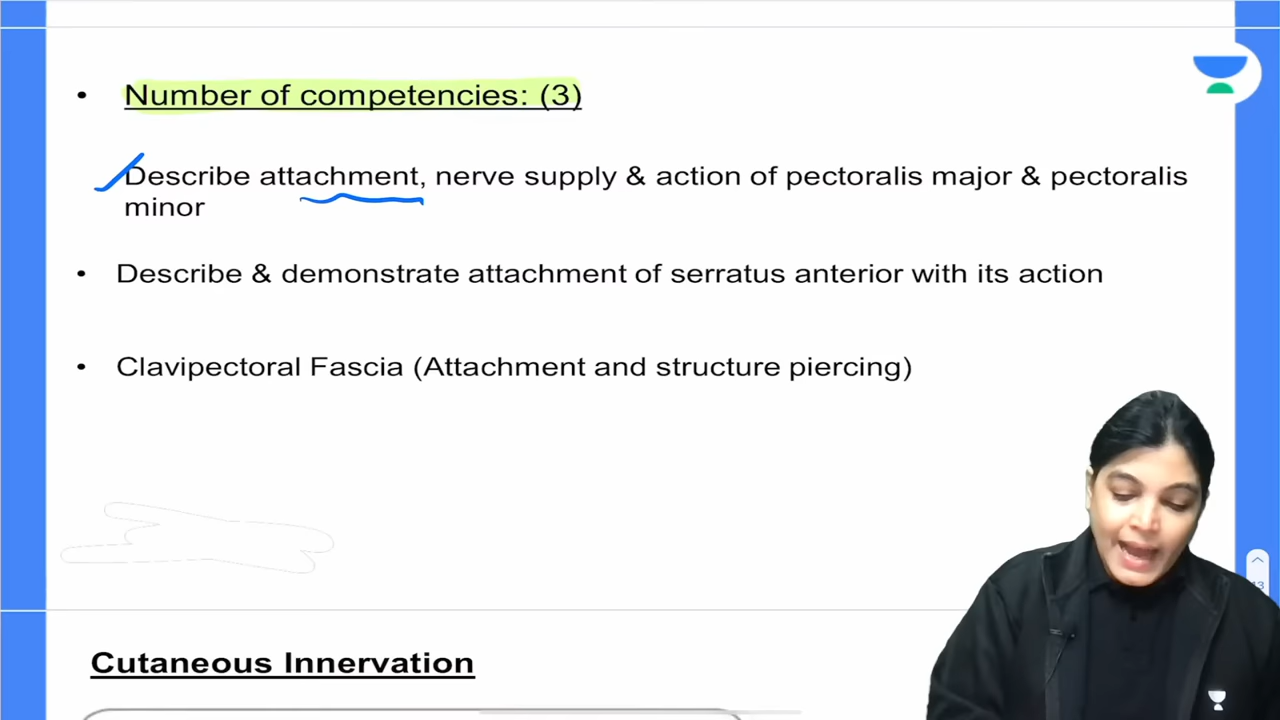 • Number of competencies: (3)
Describe attachment, nerve supply & action of pectoralis major & pectoralis
minor
• Describe & demonstrate attachment of serratus anterior with its action
• Clavipectoral Fascia (Attachment and structure piercing)
Cutaneous Innervation